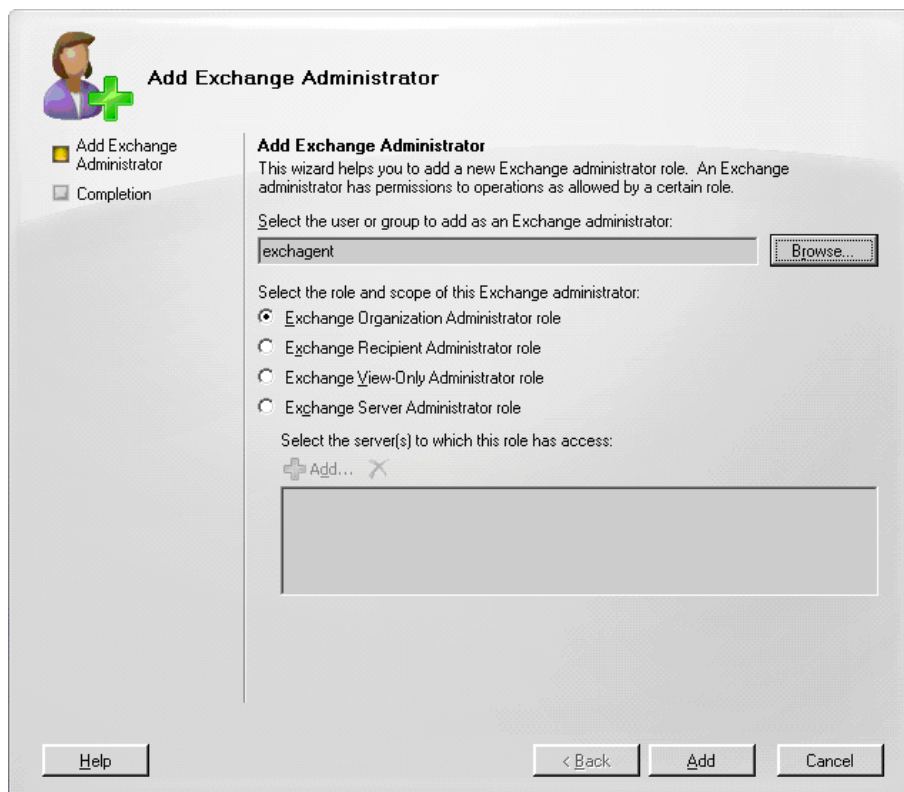 Add Exchange Administrator
Add Exchange
Administrator
Completion
Add Exchange Administrator
This wizard helps you to add a new Exchange administrator role. An Exchange
administrator has permissions to operations as allowed by a certain role.
Select the user or group to add as an Exchange administrator:
exchagent
Browse...
Select the role and scope of this Exchange administrator:
Exchange Organization Administrator role
Exchange Recipient Administrator role
Exchange View-Only Administrator role
Exchange Server Administrator role
Select the server(s) to which this role has access:
Add...
Help
< Back
Add
Cancel